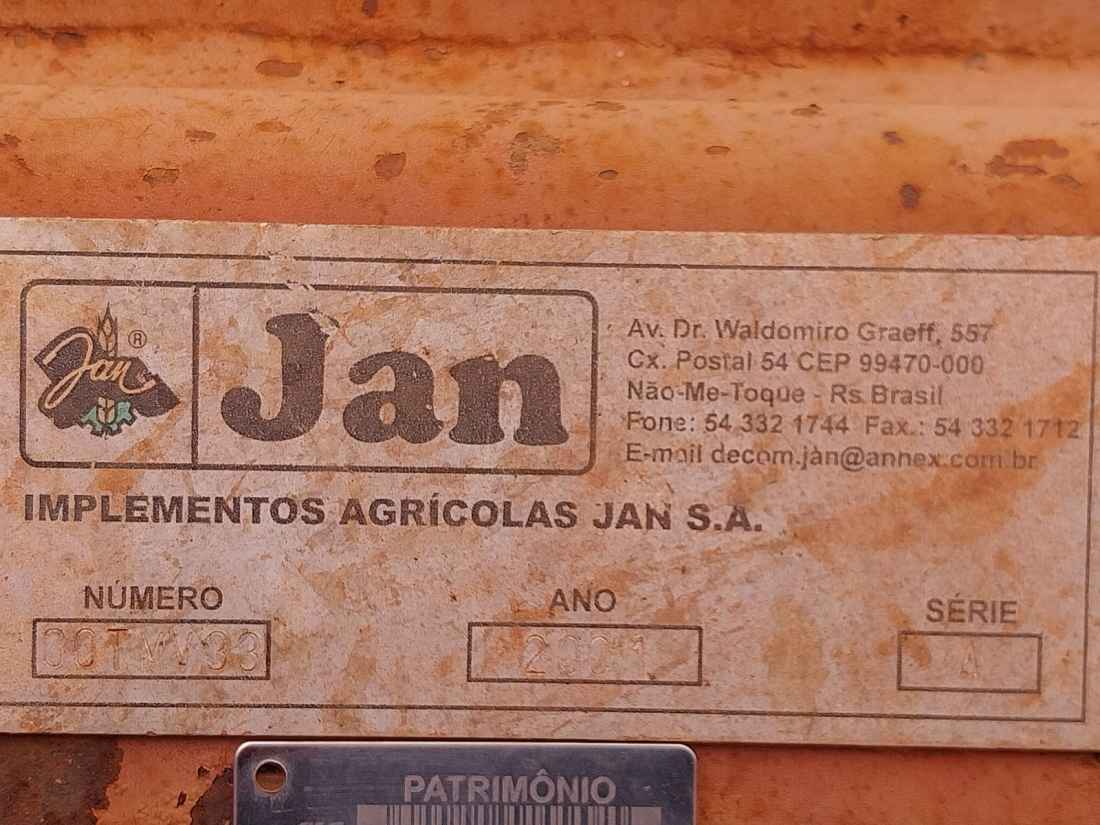 Jan ®
Jan
Av. Dr. Waldomiro Graeff, 557
Cx. Postal 54 CEP 99470-000
Não-Me-Toque - Rs Brasil
Fone: 54 332 1744 Fax.: 54 332 1712
E-mail decom.jan@annex.com.br
IMPLEMENTOS AGRÍCOLAS JAN S.A.
NÚMERO ANO SÉRIE
2001 A
PATRIMÔNIO